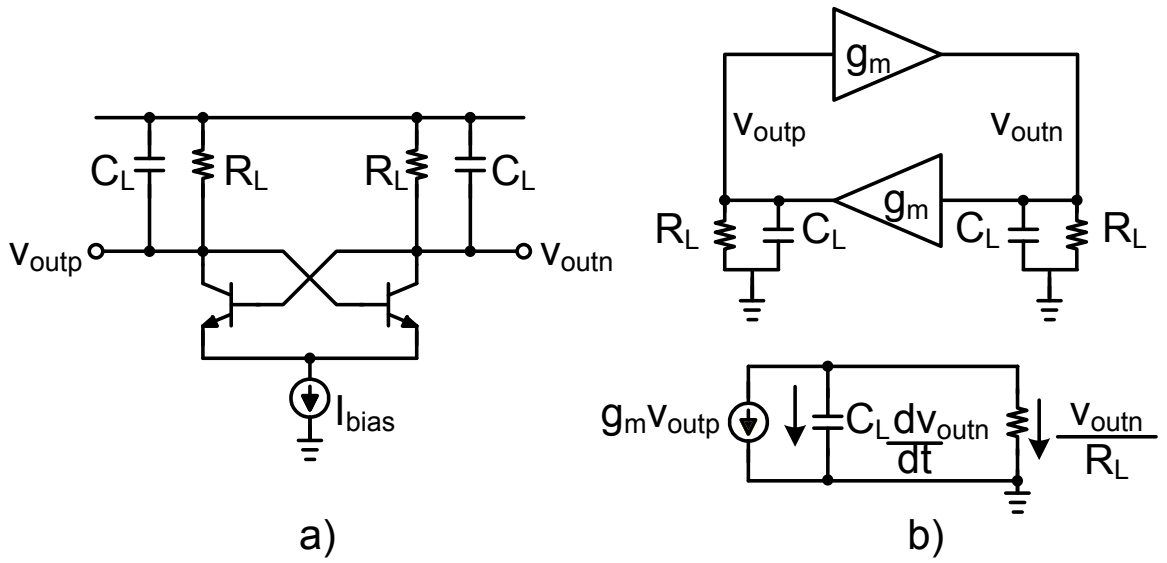 C_L R_L R_L C_L
v_outp v_outn
I_bias
a)
g_m
v_outp v_outn
g_m
R_L C_L C_L R_L
g_m v_outp C_L dv_outn/dt v_outn/R_L
b)